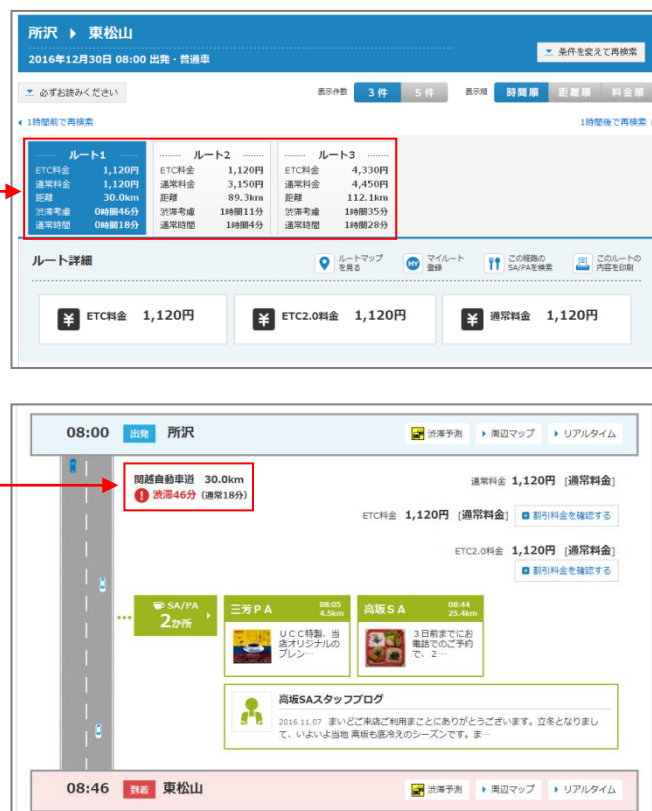 所沢 ▶ 東松山
2016年12月30日 08:00 出発・普通車
条件を変えて再検索
必ずお読みください
表示件数 3 件 5 件 表示順 時間順 距離順 料金順
1時間前で再検索 1時間後で再検索
ルート1
ETC料金 1,120円
通常料金 1,120円
距離 30.0km
渋滞考慮 0時間46分
通常時間 0時間18分
ルート2
ETC料金 1,120円
通常料金 3,150円
距離 89.3km
渋滞考慮 1時間11分
通常時間 1時間4分
ルート3
ETC料金 4,330円
通常料金 4,450円
距離 112.1km
渋滞考慮 1時間35分
通常時間 1時間28分
ルート詳細
ルートマップ
を見る
MY マイルート
登録
この経路の
SA/PAを検索
このルートの
内容を印刷
¥ ETC料金 1,120円
¥ ETC2.0料金 1,120円
¥ 通常料金 1,120円
08:00 出発 所沢 渋滞予測 周辺マップ リアルタイム
関越自動車道 30.0km
渋滞46分 (通常18分)
通常料金 1,120円 [通常料金]
ETC料金 1,120円 [通常料金] 割引料金を確認する
ETC2.0料金 1,120円 [通常料金]
割引料金を確認する
SA/PA
2か所
三芳ＰＡ 08:05
4.5km
ＵＣＣ特製、当
店オリジナルの
ブレン…
高坂ＳＡ 08:44
25.4km
３日前までにお
電話でのご予約
で、２…
高坂SAスタッフブログ
2016.11.07 まいどご来店ご利用まことにありがとうございます。立冬となりまし
て、いよいよ当地 高坂も底冷えのシーズンです。ま…
08:46 到着 東松山 渋滞予測 周辺マップ リアルタイム